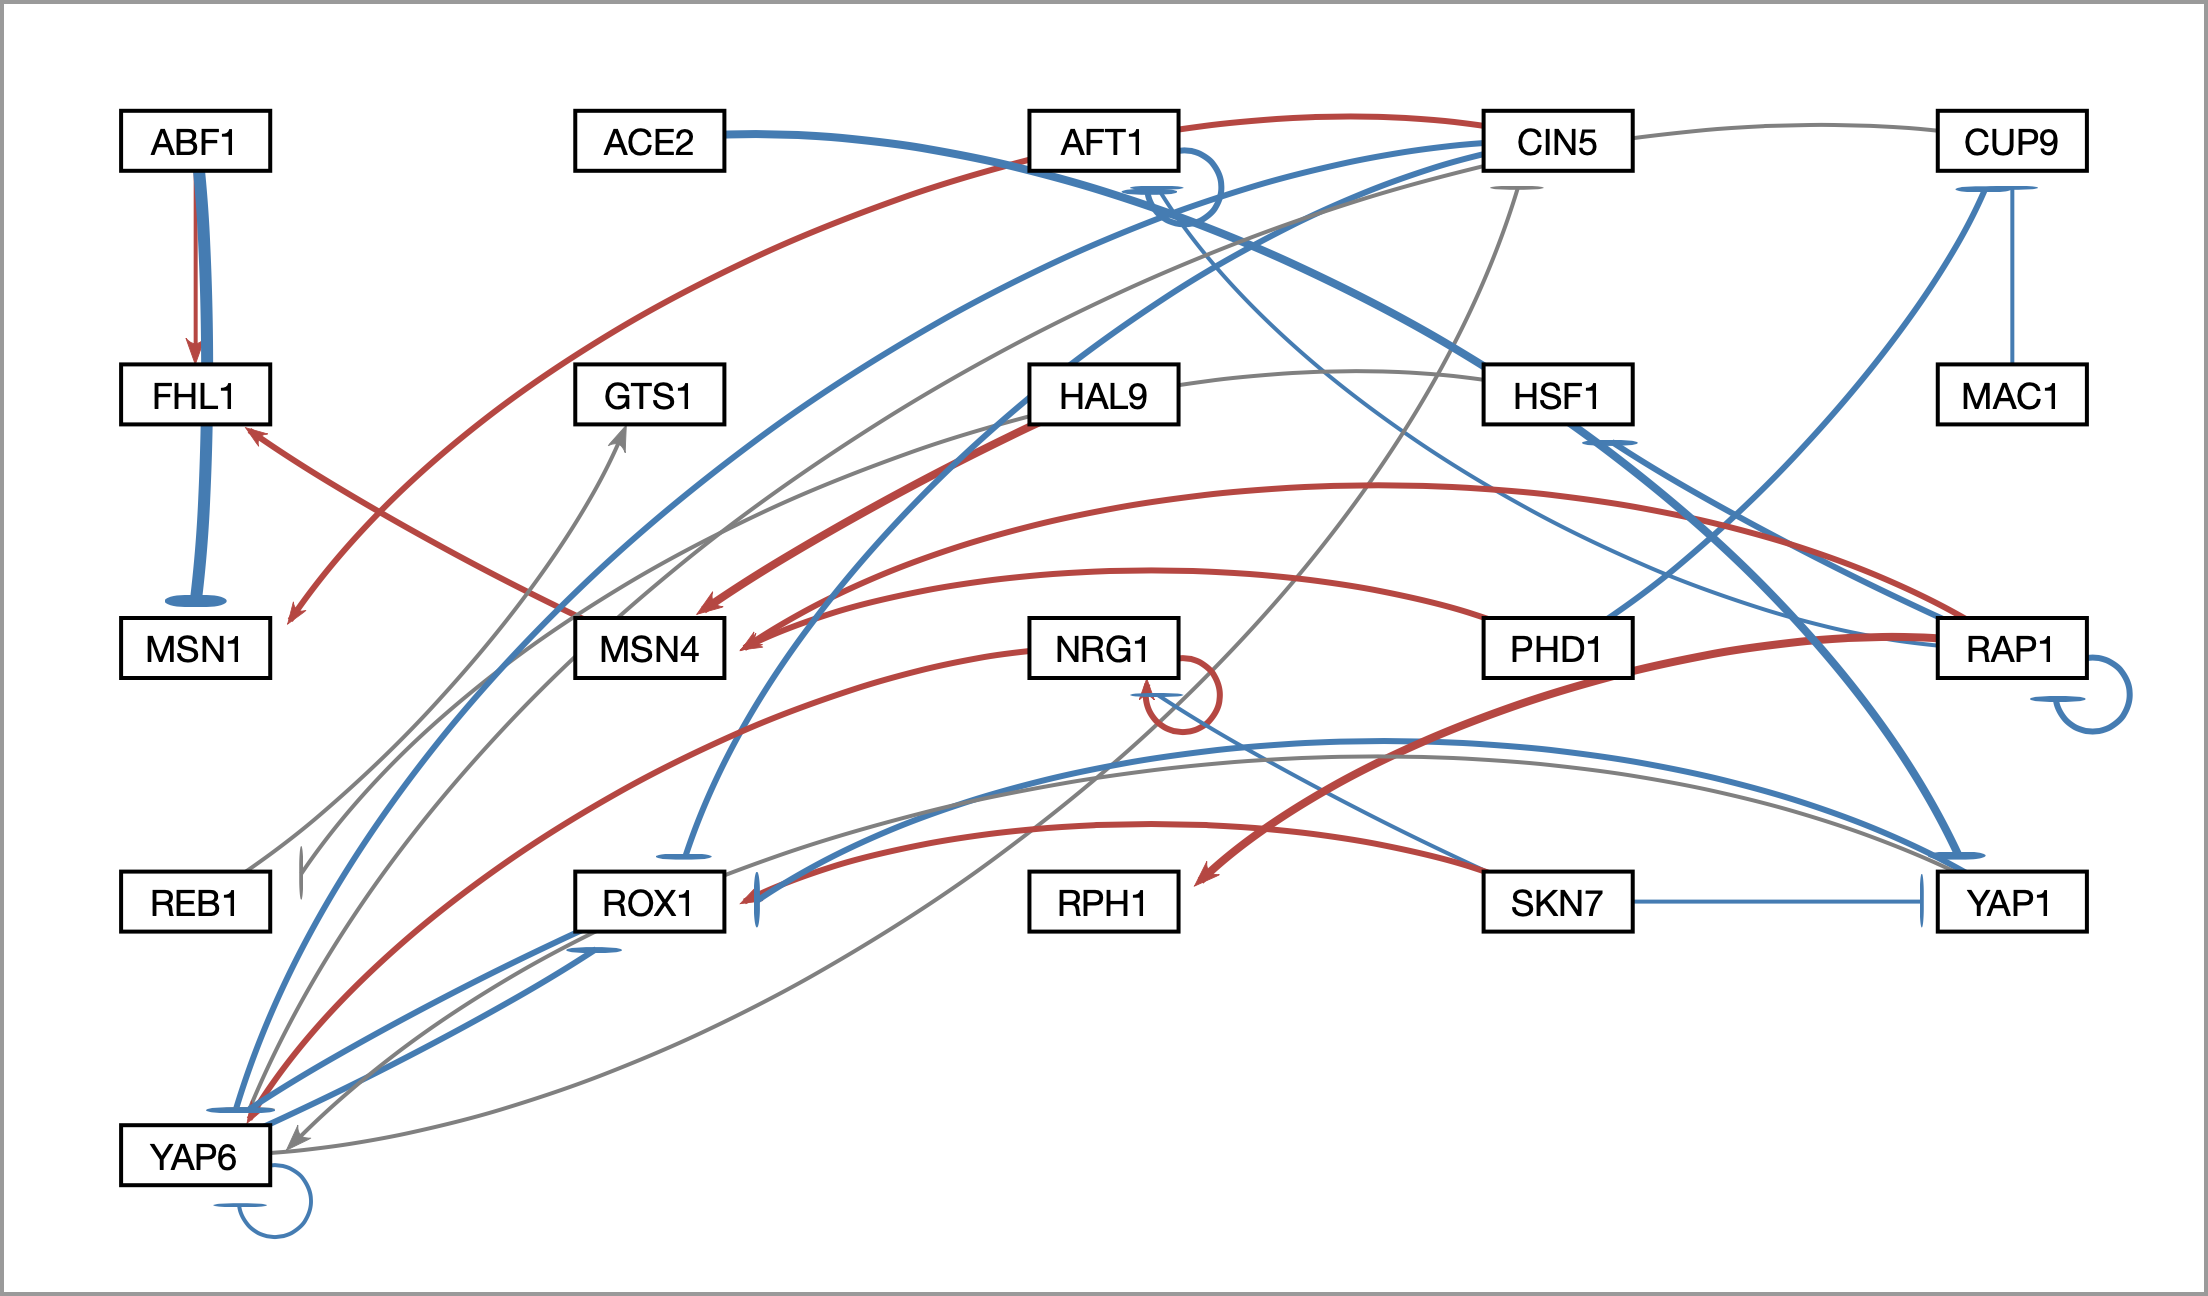 ABF1
ACE2
AFT1
CIN5
CUP9
FHL1
GTS1
HAL9
HSF1
MAC1
MSN1
MSN4
NRG1
PHD1
RAP1
REB1
ROX1
RPH1
SKN7
YAP1
YAP6